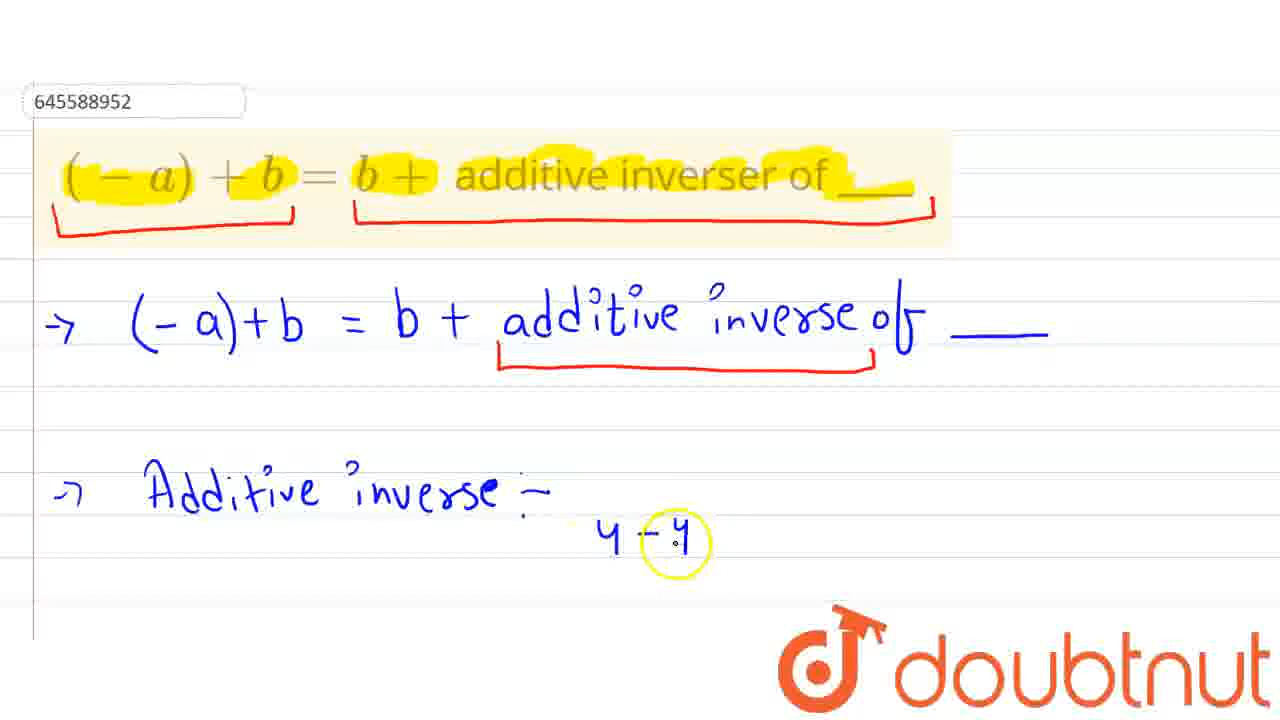 645588952
(−a) + b = b + additive inverser of ___
→ (-a)+b = b + additive inverse of ___
→ Additive inverse :-
4 - 4
doubtnut